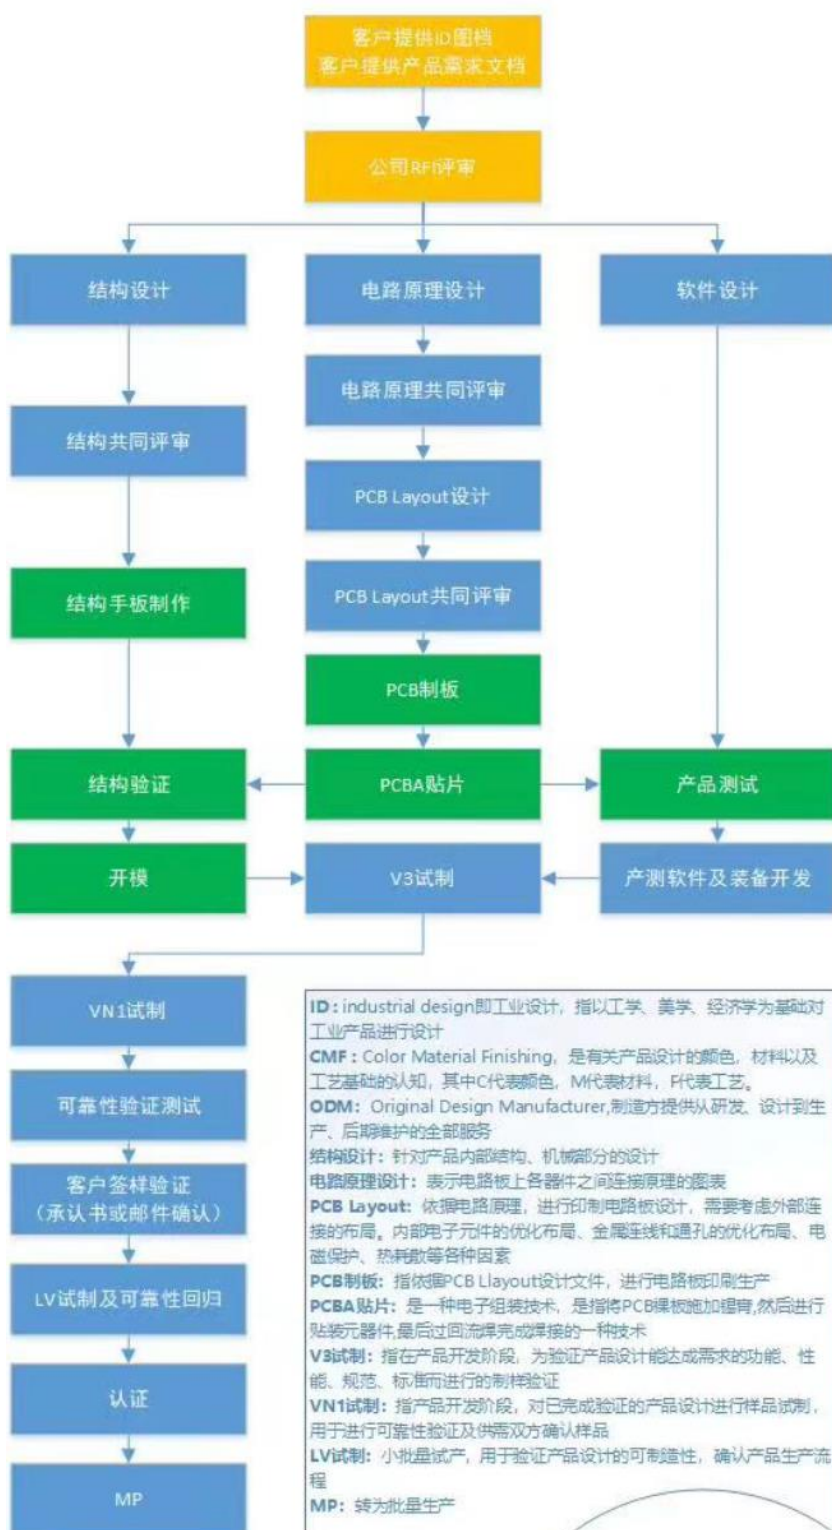 客户提供ID图档
客户提供产品需求文档
公司RFI评审
结构设计
电路原理设计
软件设计
电路原理共同评审
结构共同评审
PCB Layout设计
结构手板制作
PCB Layout共同评审
PCB制板
结构验证
PCBA贴片
产品测试
开模
V3试制
产测软件及装备开发
VN1试制
可靠性验证测试
客户签样验证
（承认书或邮件确认）
LV试制及可靠性回归
认证
MP
ID：industrial design即工业设计，指以工学、美学、经济学为基础对
工业产品进行设计
CMF：Color Material Finishing，是有关产品设计的颜色，材料以及
工艺基础的认知，其中C代表颜色，M代表材料，F代表工艺。
ODM：Original Design Manufacturer,制造方提供从研发、设计到生
产、后期维护的全部服务
结构设计：针对产品内部结构、机械部分的设计
电路原理设计：表示电路板上各器件之间连接原理的图表
PCB Layout：依据电路原理，进行印制电路板设计，需要考虑外部连
接的布局。内部电子元件的优化布局、金属连线和通孔的优化布局、电
磁保护、热耗散等各种因素
PCB制板：指依据PCB Llayout设计文件，进行电路板印刷生产
PCBA贴片：是一种电子组装技术，是指将PCB裸板施加锡膏,然后进行
贴装元器件,最后过回流焊完成焊接的一种技术
V3试制：指在产品开发阶段，为验证产品设计能达成需求的功能、性
能、规范、标准而进行的制样验证
VN1试制：指产品开发阶段，对已完成验证的产品设计进行样品试制，
用于进行可靠性验证及供需双方确认样品
LV试制：小批量试产，用于验证产品设计的可制造性，确认产品生产流
程
MP：转为批量生产